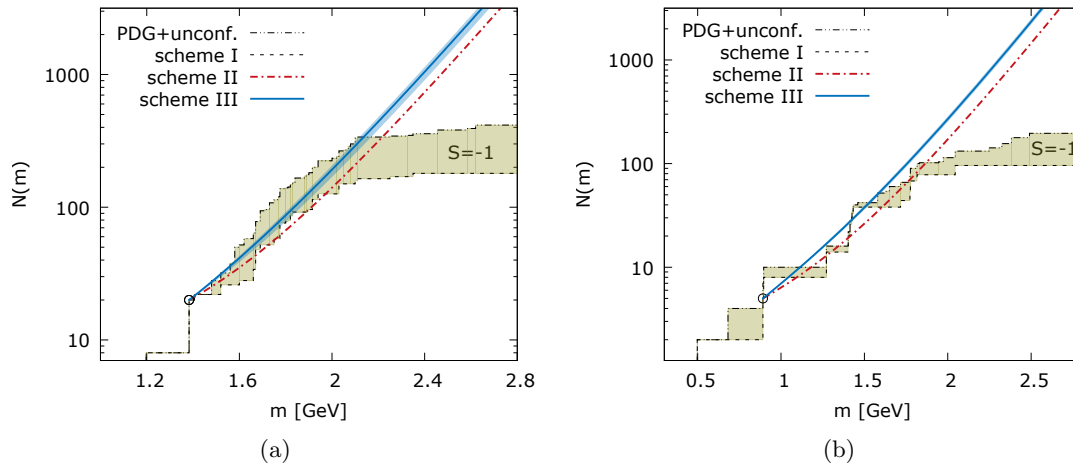 PDG+unconf.
scheme I
scheme II
scheme III
S=-1
N(m)
1000
100
10
1.2
1.6
2
2.4
2.8
m [GeV]
(a)
PDG+unconf.
scheme I
scheme II
scheme III
S=-1
N(m)
1000
100
10
0.5
1
1.5
2
2.5
m [GeV]
(b)